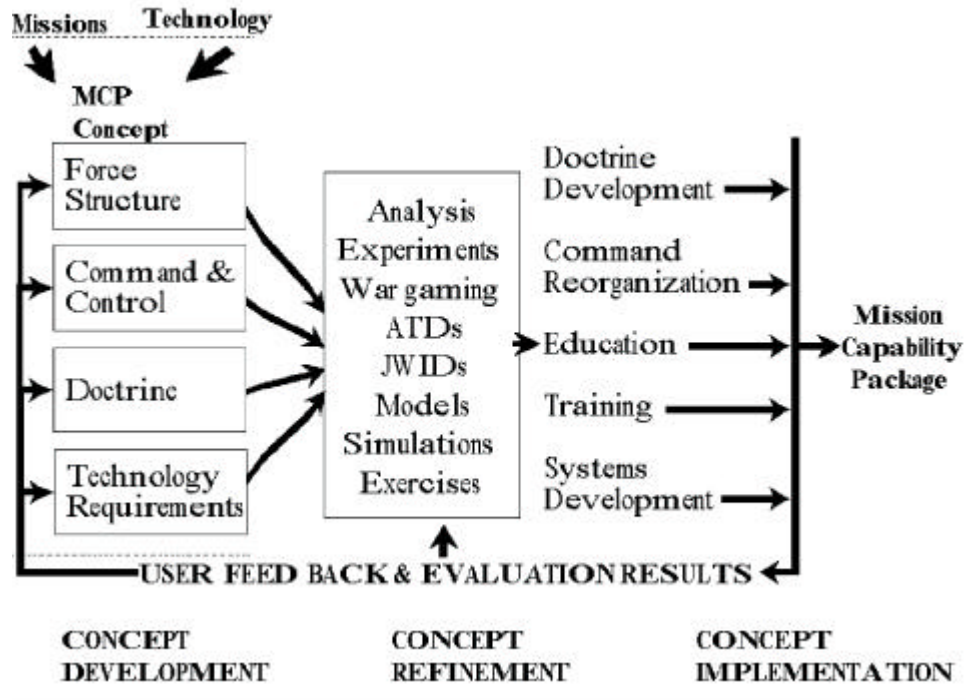 Missions
Technology
MCP
Concept
Force
Structure
Command &
Control
Doctrine
Technology
Requirements
Analysis
Experiments
War gaming
ATDs
JWIDs
Models
Simulations
Exercises
Doctrine
Development
Command
Reorganization
Education
Training
Systems
Development
Mission
Capability
Package
USER FEED BACK & EVALUATION RESULTS
CONCEPT
DEVELOPMENT
CONCEPT
REFINEMENT
CONCEPT
IMPLEMENTATION